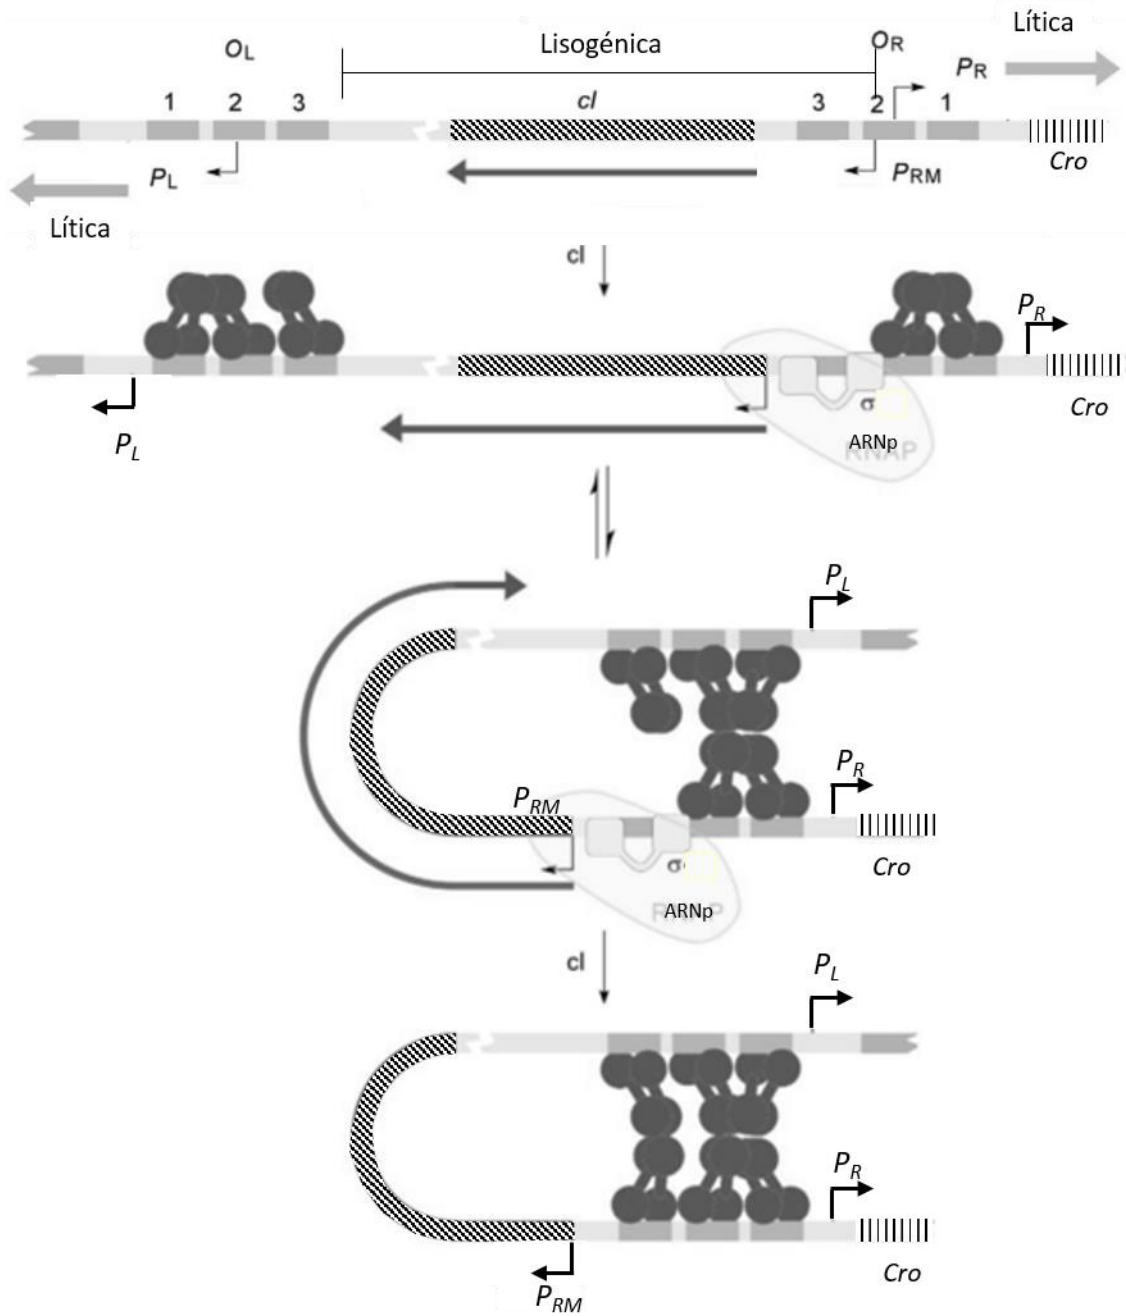 Lítica
Lisogénica
OL
OR
PR
1 2 3
cI
3 2 1
PL
PRM
Cro
Lítica
cI
PR
σ
Cro
PL
ARNp
RNAP
PL
PR
PRM
σ
Cro
ARNp
cI
PL
PR
Cro
PRM